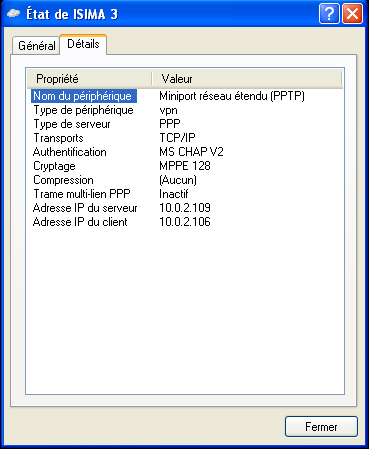 État de ISIMA 3
Général Détails
Propriété Valeur
Nom du périphérique Miniport réseau étendu (PPTP)
Type de périphérique vpn
Type de serveur PPP
Transports TCP/IP
Authentification MS CHAP V2
Cryptage MPPE 128
Compression (Aucun)
Trame multi-lien PPP Inactif
Adresse IP du serveur 10.0.2.109
Adresse IP du client 10.0.2.106
Fermer